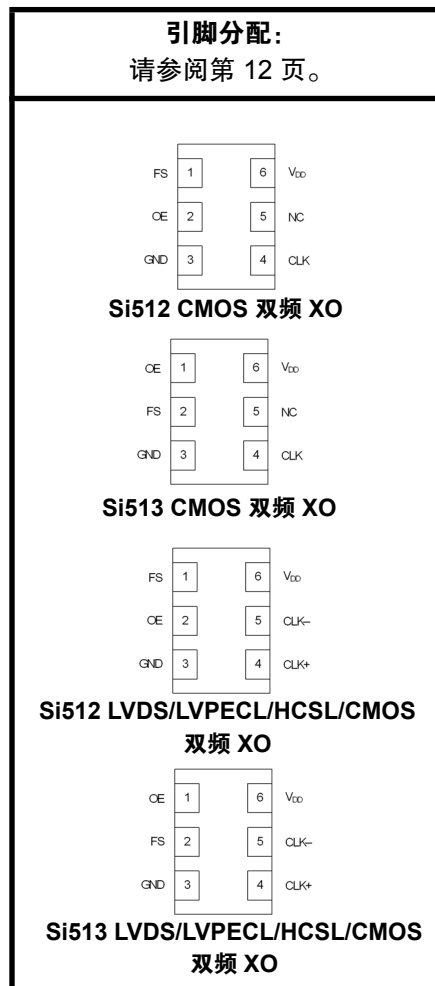 引脚分配：
请参阅第 12 页。
FS 1 6 VDD
OE 2 5 NC
GND 3 4 CLK
Si512 CMOS 双频 XO
OE 1 6 VDD
FS 2 5 NC
GND 3 4 CLK
Si513 CMOS 双频 XO
FS 1 6 VDD
OE 2 5 CLK–
GND 3 4 CLK+
Si512 LVDS/LVPECL/HCSL/CMOS
双频 XO
OE 1 6 VDD
FS 2 5 CLK–
GND 3 4 CLK+
Si513 LVDS/LVPECL/HCSL/CMOS
双频 XO